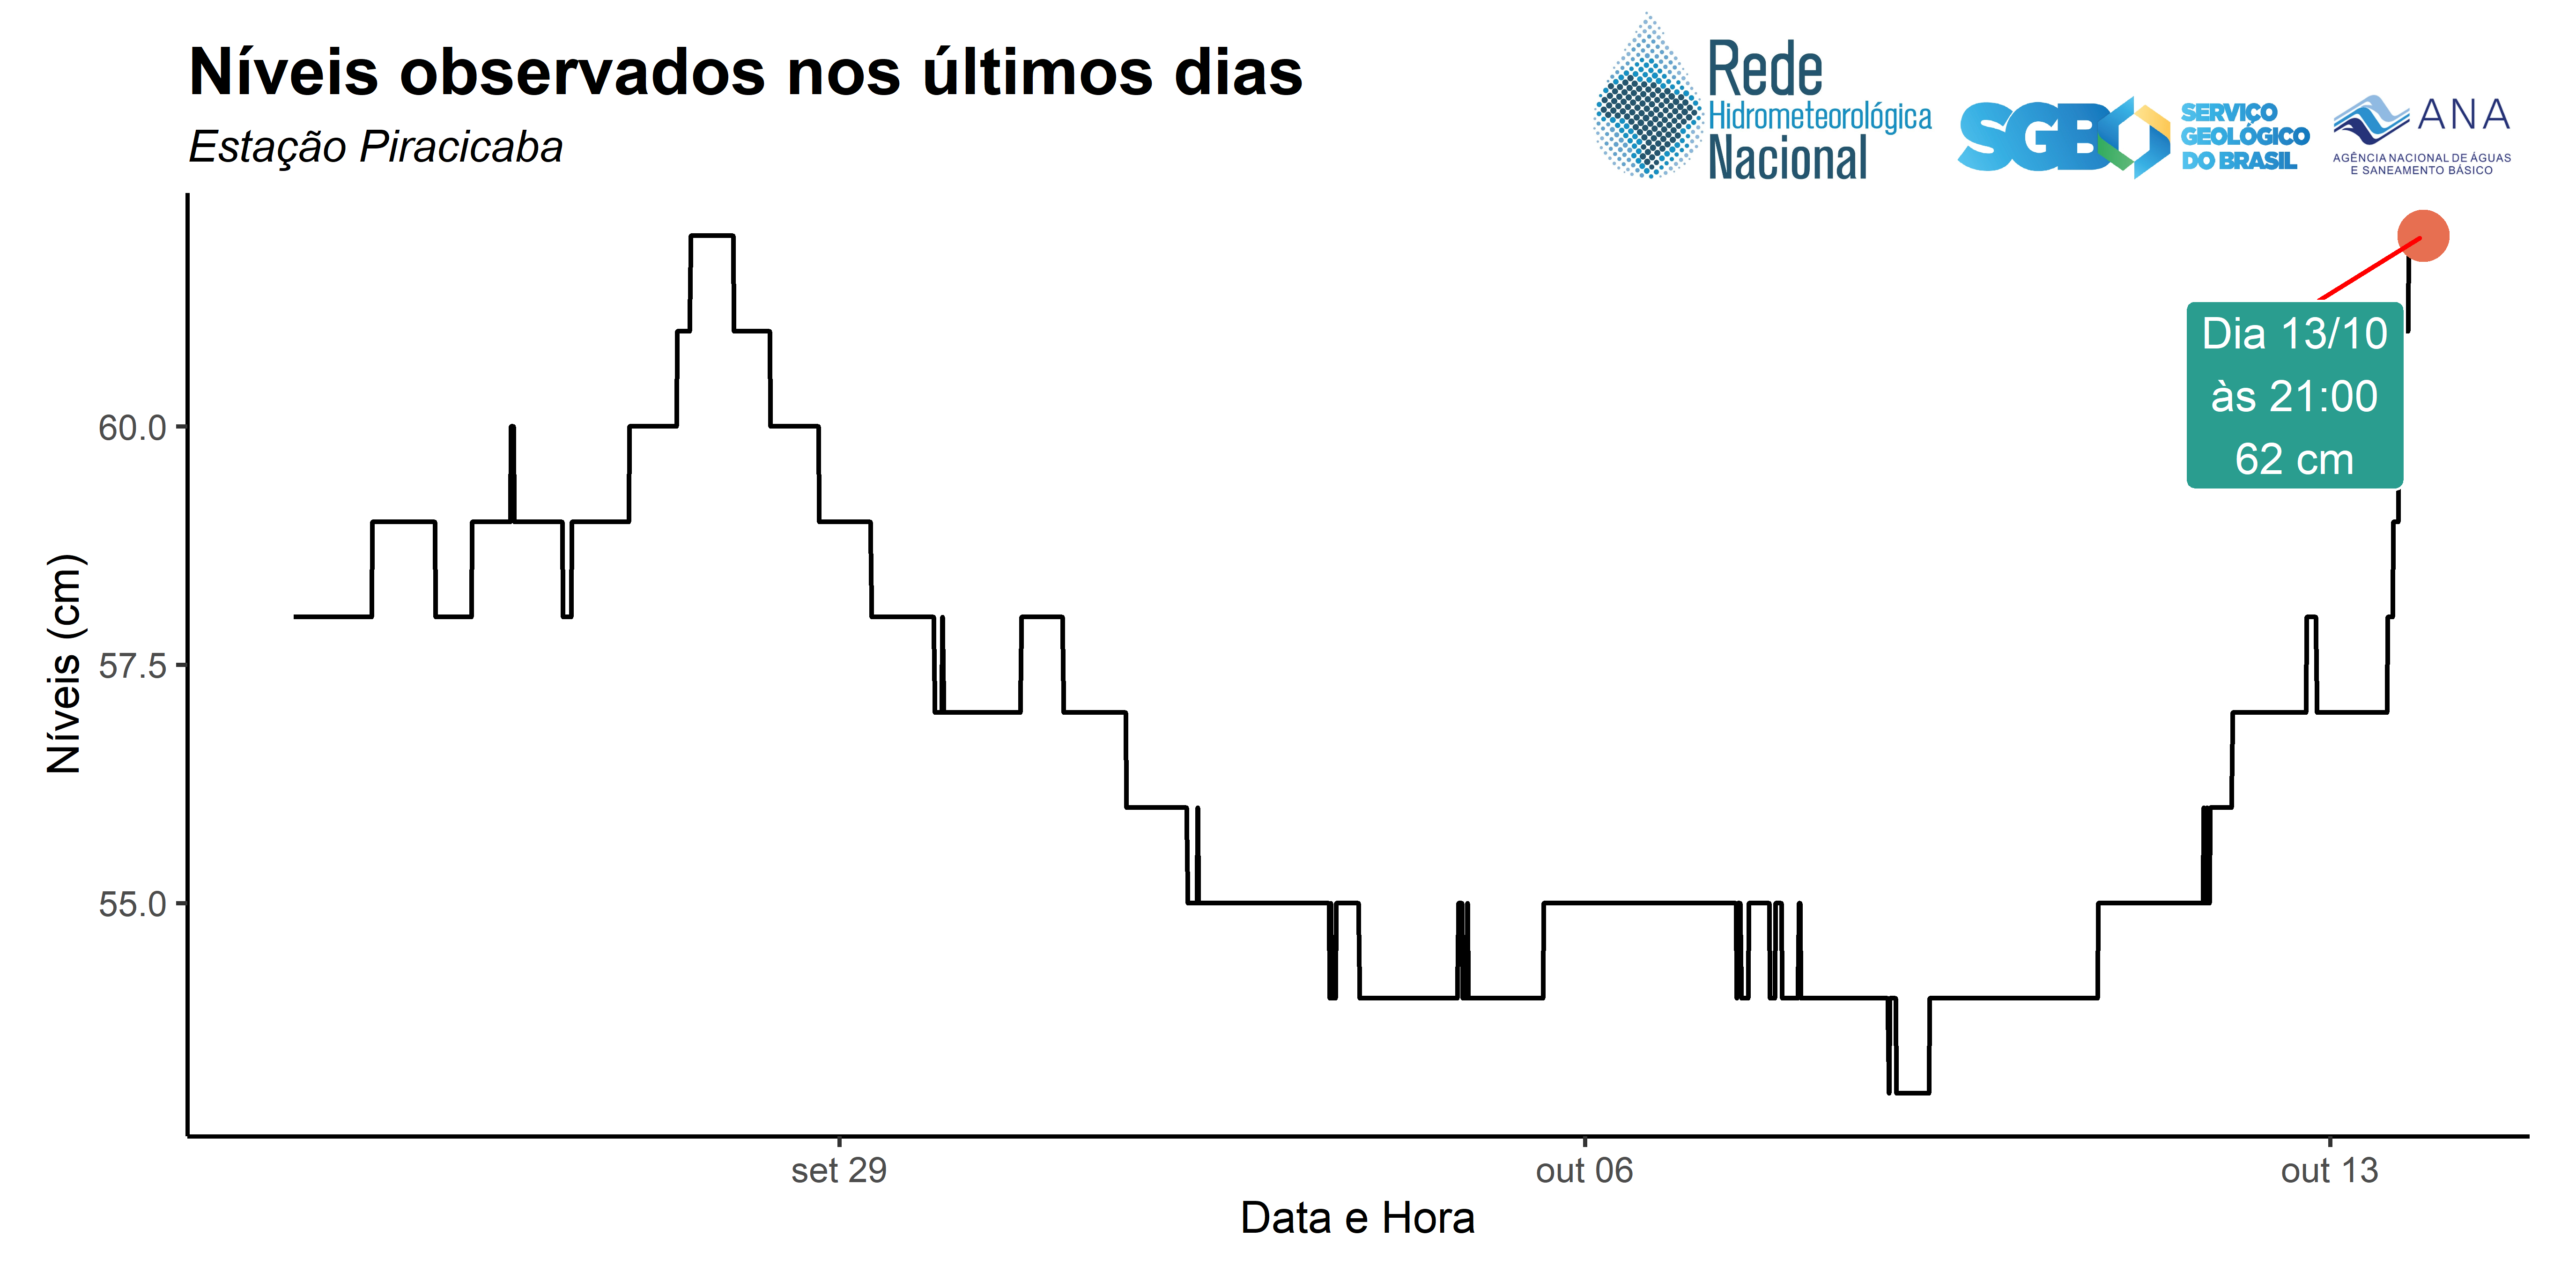 Níveis observados nos últimos dias
Estação Piracicaba
Rede
Hidrometeorológica
Nacional
SGB
SERVIÇO
GEOLÓGICO
DO BRASIL
ANA
AGÊNCIA NACIONAL DE ÁGUAS
E SANEAMENTO BÁSICO
Dia 13/10
às 21:00
62 cm
Níveis (cm)
60.0
57.5
55.0
set 29
out 06
out 13
Data e Hora